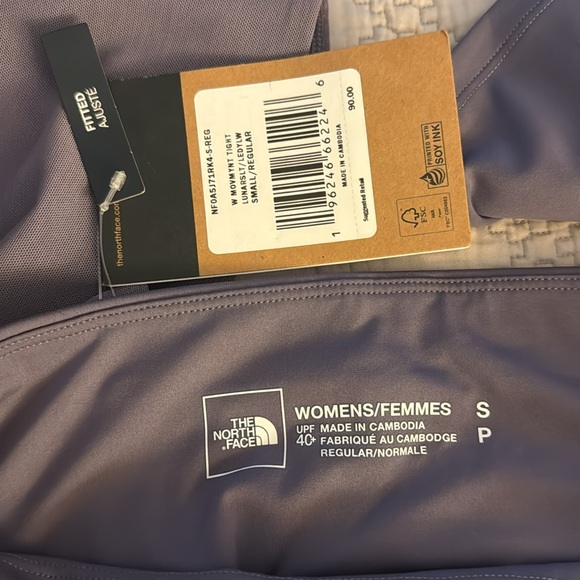 FITTED
AJUSTÉ
thenorthface.com
NF0A5J71RK4-S-REG
W MOVMYNT TIGHT
LUNARSLT/LEDYLW
SMALL/REGULAR
1 96246 66224 6
MADE IN CAMBODIA
90.00
Suggested Retail
PRINTED WITH
SOY INK
FSC
MIX
THE
NORTH
FACE
WOMENS/FEMMES S
UPF MADE IN CAMBODIA P
40+ FABRIQUÉ AU CAMBODGE
REGULAR/NORMALE